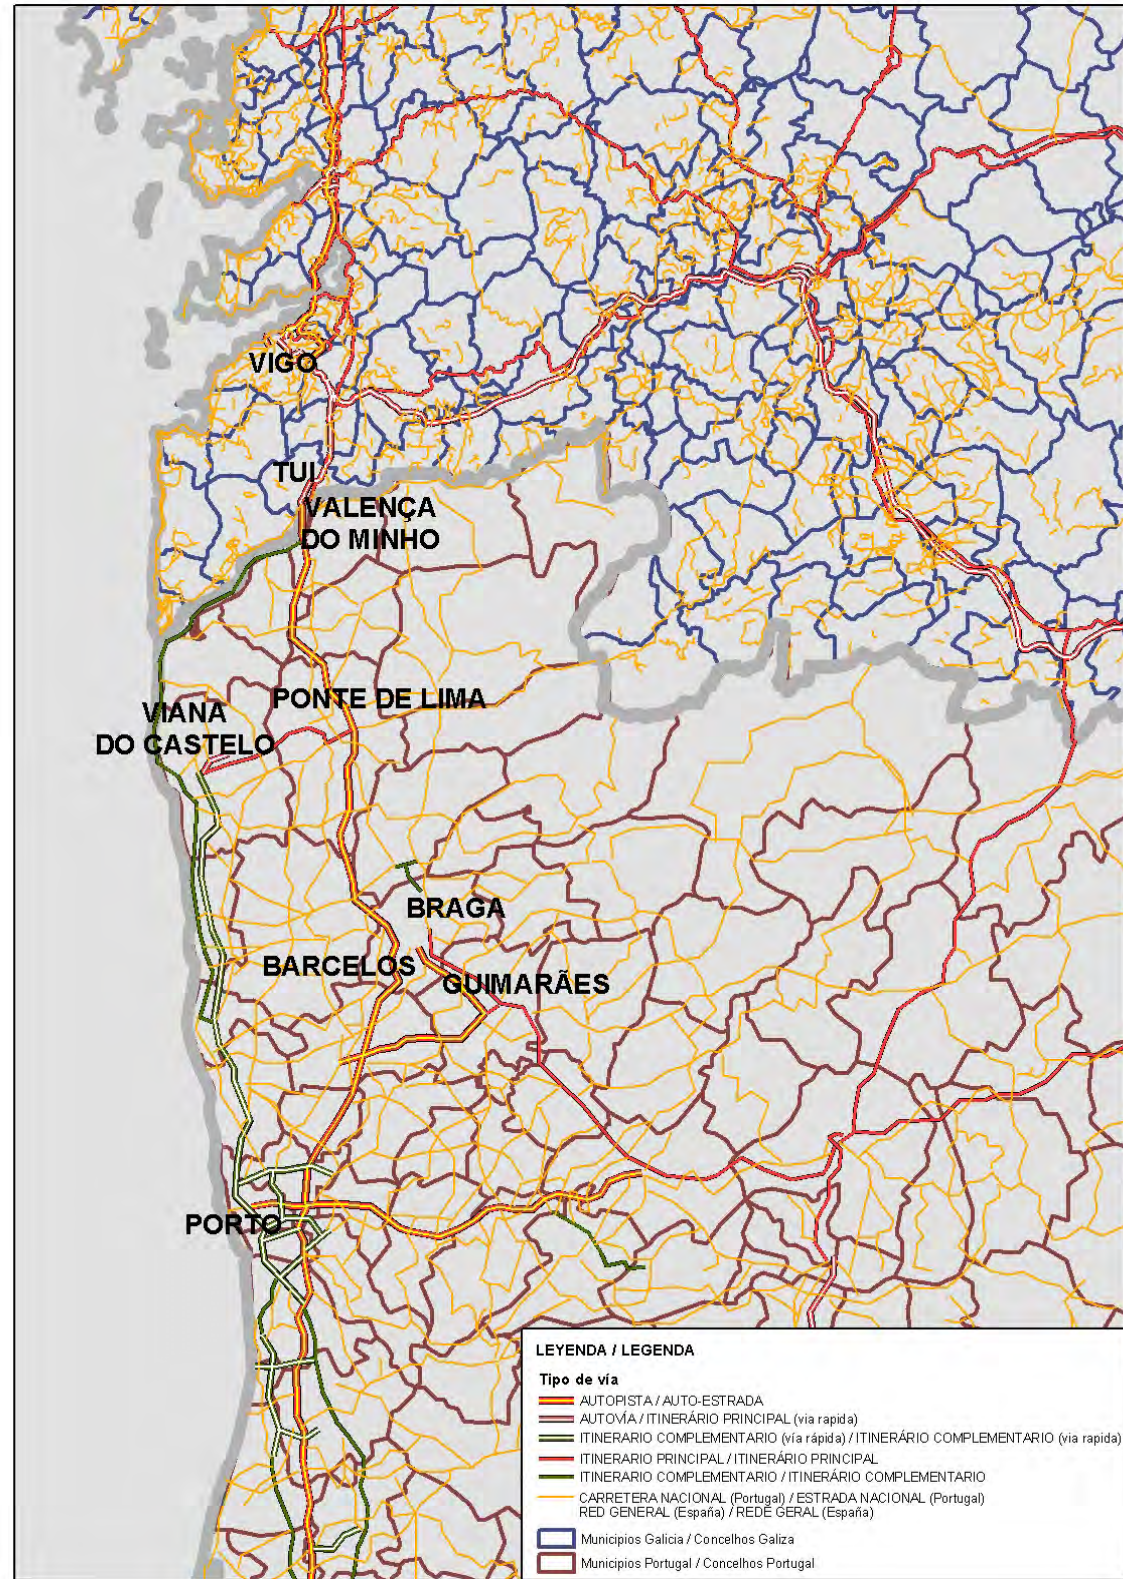 VIGO
TUI
VALENÇA
DO MINHO
PONTE DE LIMA
VIANA
DO CASTELO
BRAGA
BARCELOS
GUIMARÃES
PORTO
LEYENDA / LEGENDA
Tipo de vía
AUTOPISTA / AUTO-ESTRADA
AUTOVÍA / ITINERÁRIO PRINCIPAL (via rapida)
ITINERARIO COMPLEMENTARIO (vía rápida) / ITINERÁRIO COMPLEMENTARIO (via rapida)
ITINERARIO PRINCIPAL / ITINERÁRIO PRINCIPAL
ITINERARIO COMPLEMENTARIO / ITINERÁRIO COMPLEMENTARIO
CARRETERA NACIONAL (Portugal) / ESTRADA NACIONAL (Portugal)
RED GENERAL (España) / REDE GERAL (España)
Municipios Galicia / Concelhos Galiza
Municipios Portugal / Concelhos Portugal